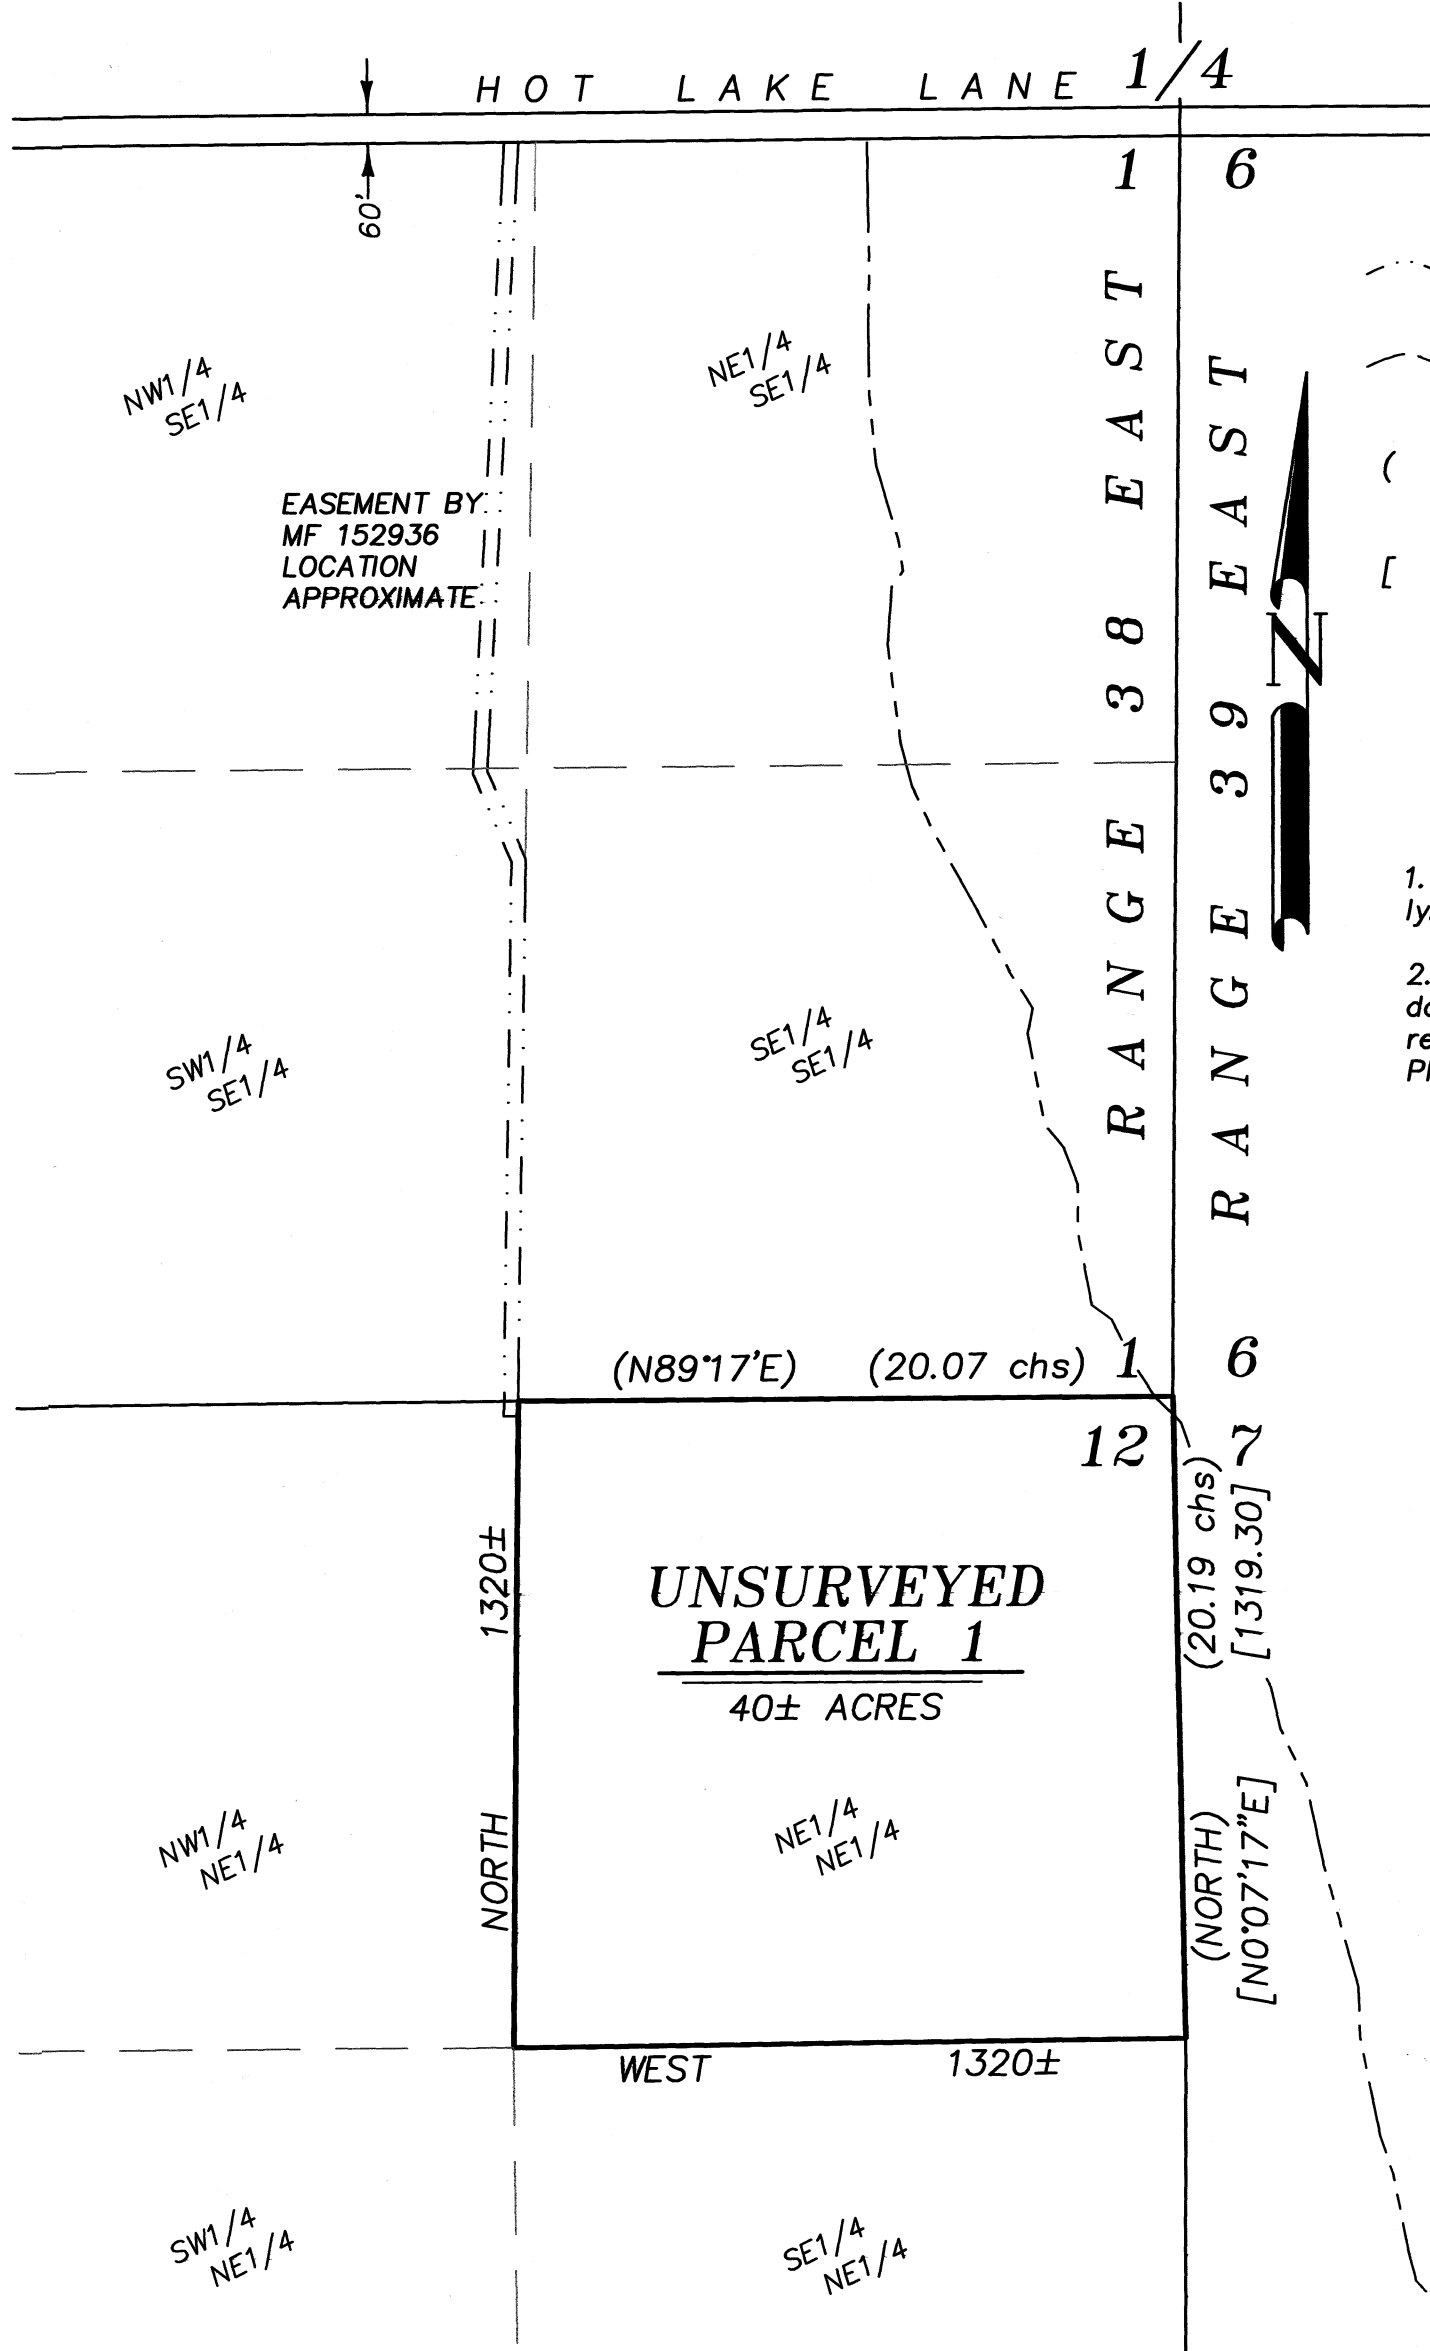 HOT LAKE LANE
1/4
60'
1 6
NW1/4
SE1/4
NE1/4
SE1/4
RANGE 38 EAST
RANGE 39 EAST
N
EASEMENT BY
MF 152936
LOCATION
APPROXIMATE
(
[
1.
2.
SW1/4
SE1/4
SE1/4
SE1/4
(N89°17'E) (20.07 chs)
1 6
12 7
1320±
NORTH
UNSURVEYED
PARCEL 1
40± ACRES
(20.19 chs)
[1319.30]
(NORTH)
[N0°07'17"E]
NW1/4
NE1/4
NE1/4
NE1/4
WEST 1320±
SW1/4
NE1/4
SE1/4
NE1/4